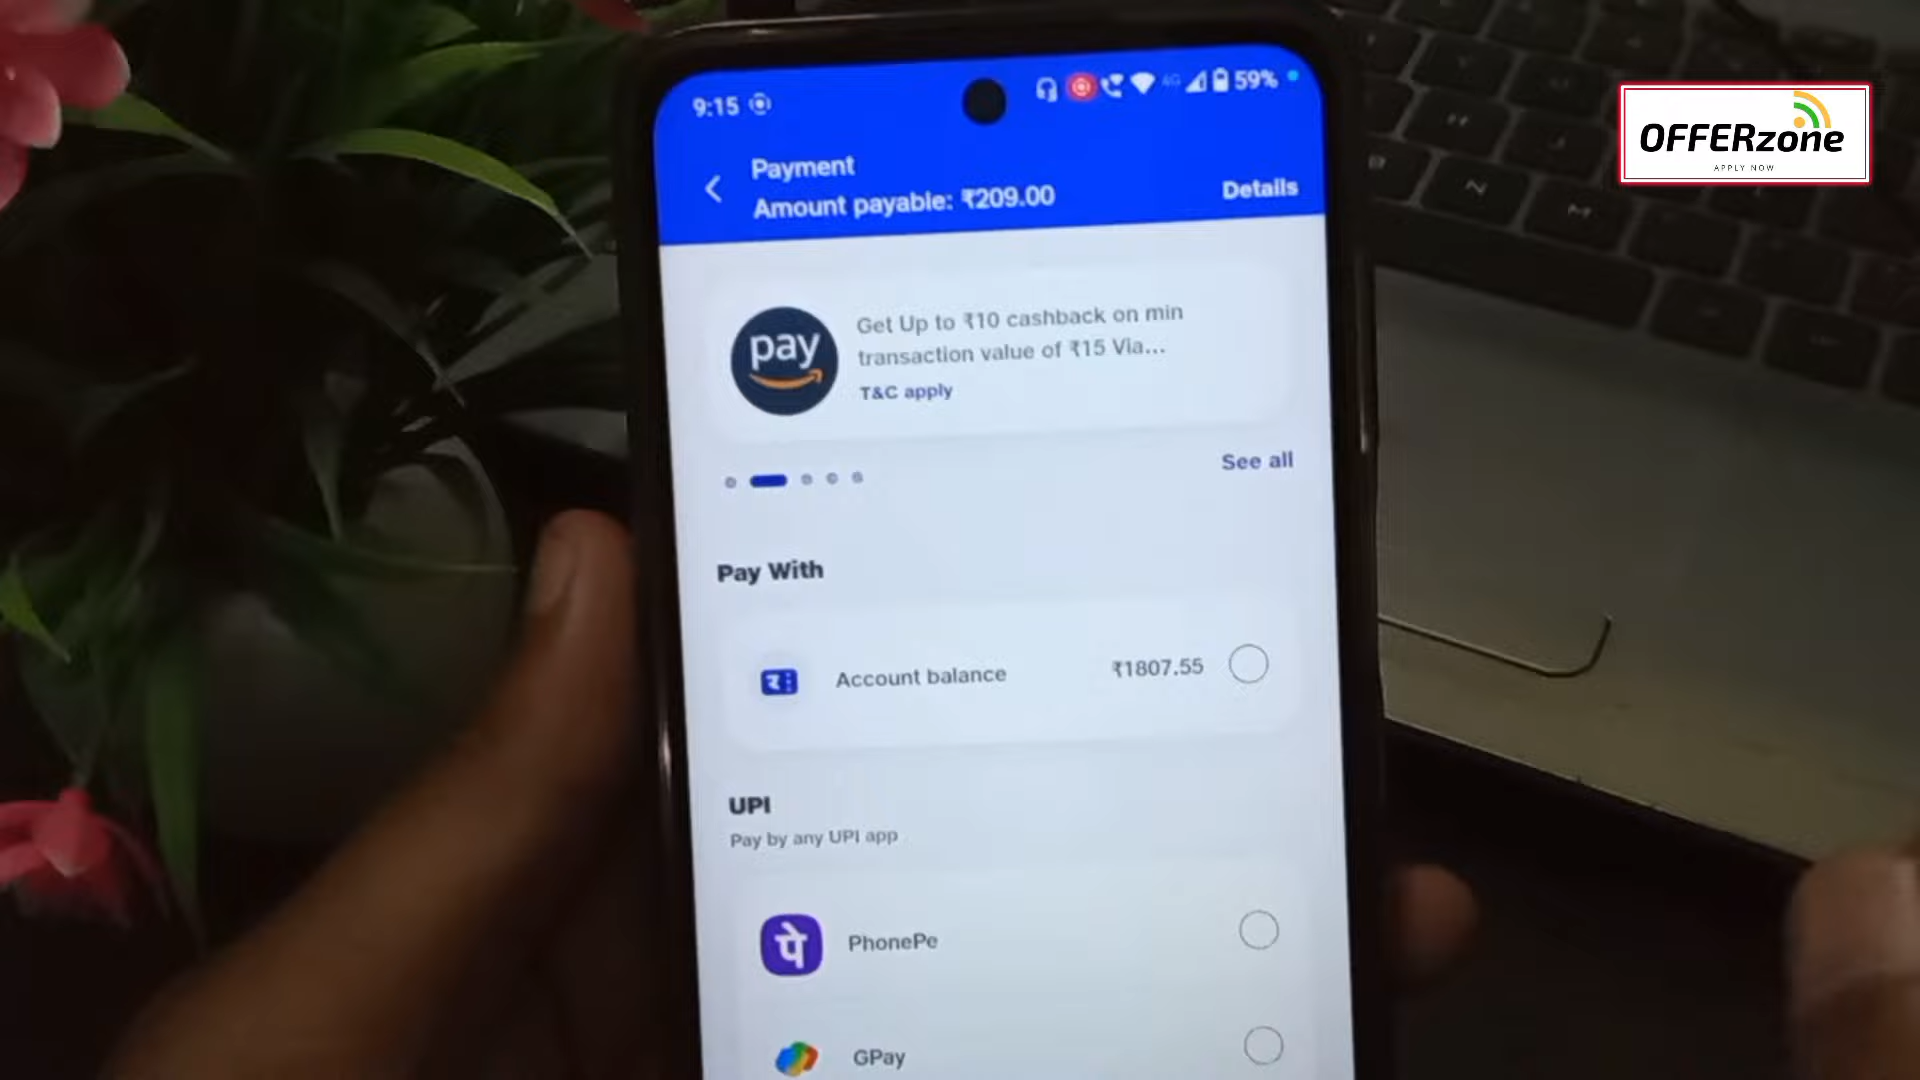 9:15
4G
59%
Payment
Amount payable: ₹209.00
Details
pay
Get Up to ₹10 cashback on min
transaction value of ₹15 Via...
T&C apply
See all
Pay With
Account balance
₹1807.55
UPI
Pay by any UPI app
पे
PhonePe
GPay
OFFERzone
APPLY NOW
N
M